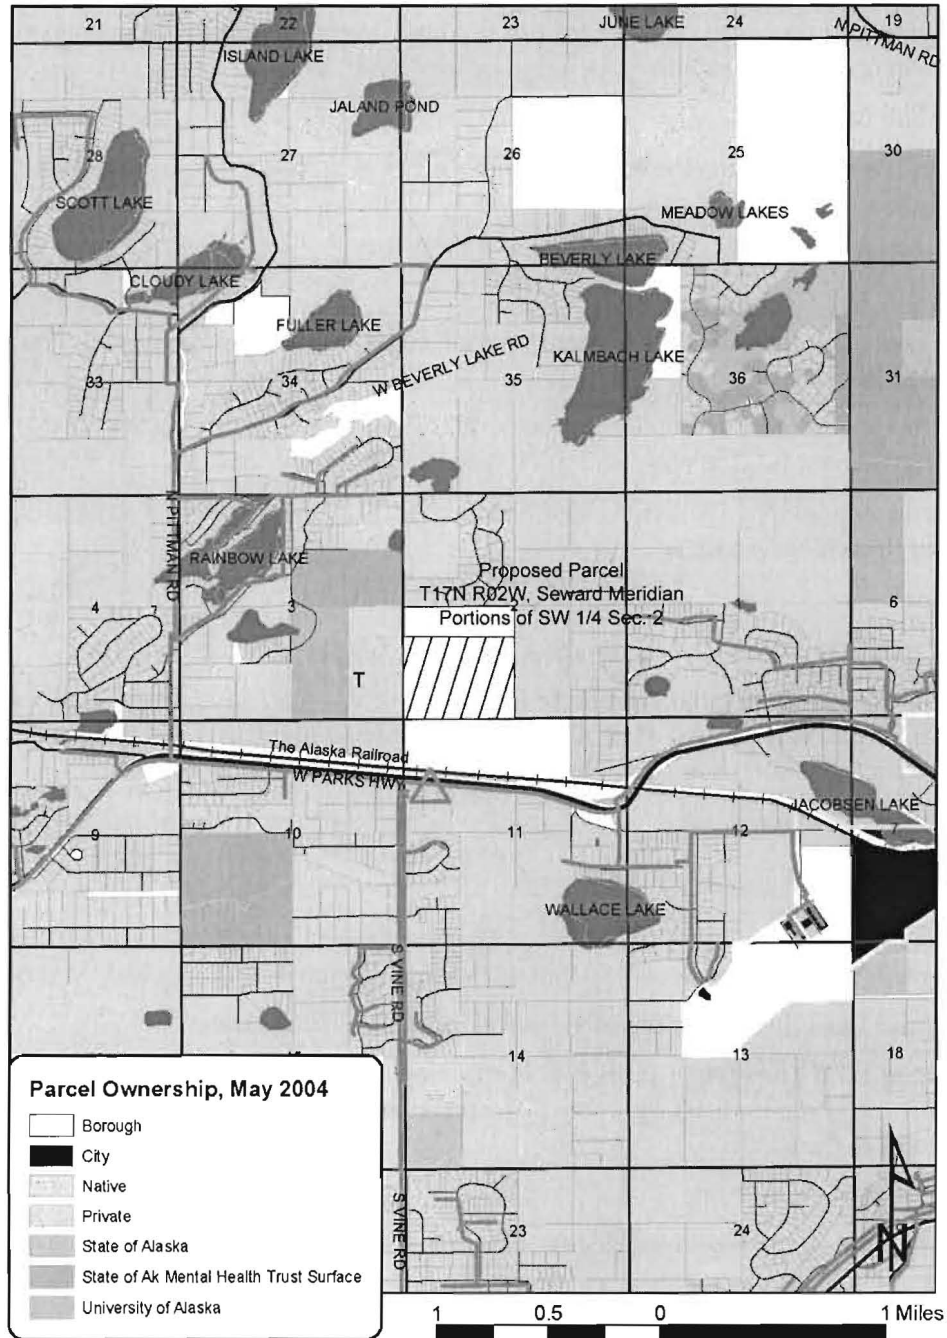 21
22
23
JUNE LAKE
24
19
N PITTMAN RD
ISLAND LAKE
JALAND POND
28
27
26
25
30
SCOTT LAKE
MEADOW LAKES
BEVERLY LAKE
CLOUDY LAKE
FULLER LAKE
W BEVERLY LAKE RD
KALMBACH LAKE
33
34
35
36
31
N PITTMAN RD
RAINBOW LAKE
Proposed Parcel
T17N R02W, Seward Meridian
Portions of SW 1/4 Sec. 2
4
3
2
6
T
The Alaska Railroad
W PARKS HWY
JACOBSEN LAKE
9
10
11
12
7
WALLACE LAKE
S VINE RD
14
13
18
S VINE RD
23
24
N
Parcel Ownership, May 2004
Borough
City
Native
Private
State of Alaska
State of Ak Mental Health Trust Surface
University of Alaska
1 0.5 0 1 Miles